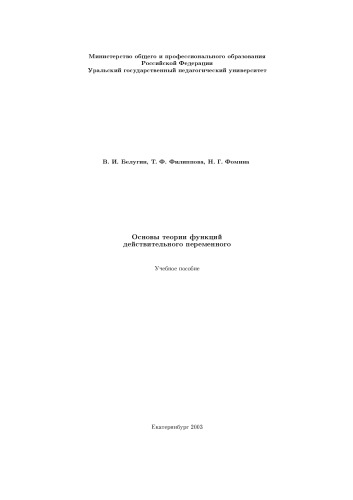 Министерство общего и профессионального образования
Российской Федерации
Уральский государственный педагогический университет
В. И. Белугин, Т. Ф. Филиппова, Н. Г. Фомина
Основы теории функций
действительного переменного
Учебное пособие
Екатеринбург 2003